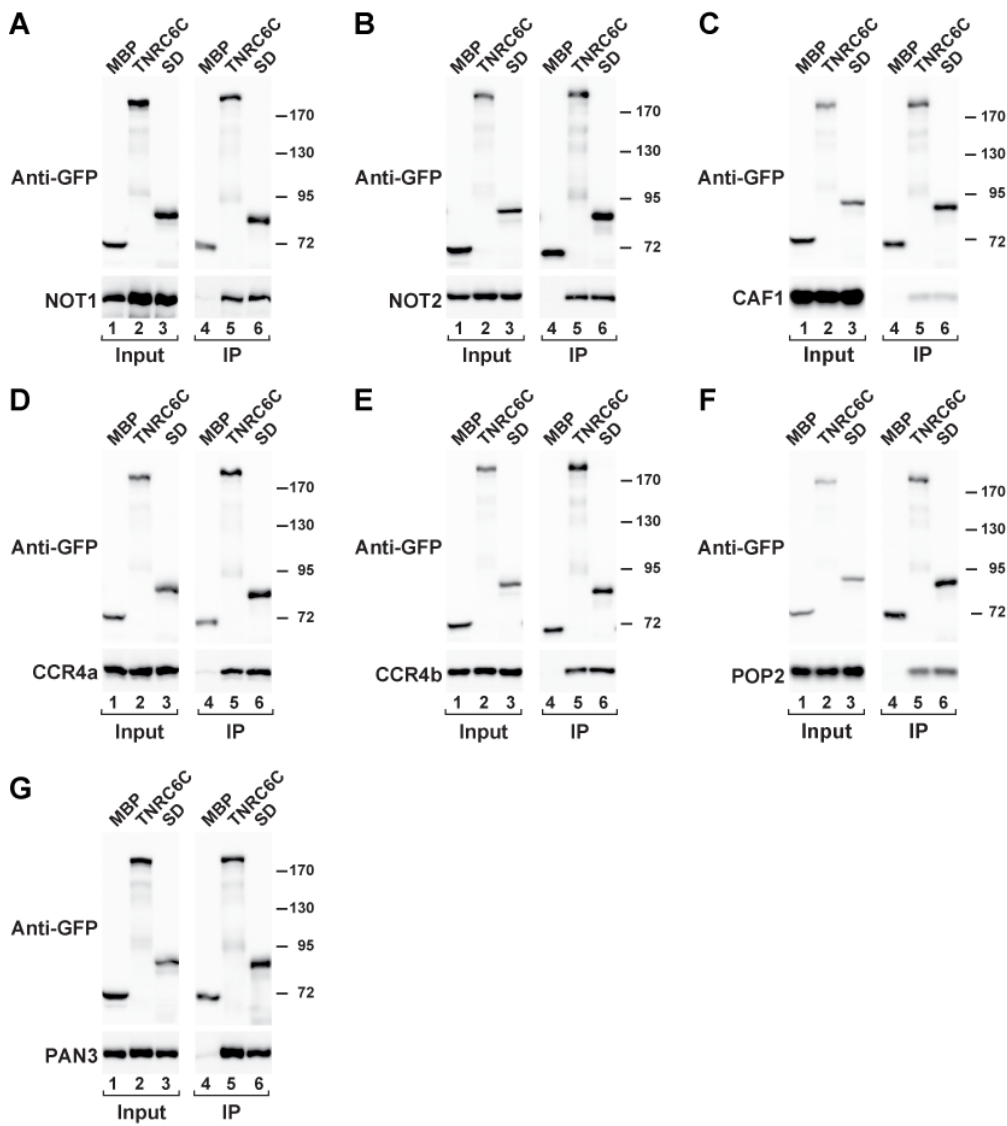 A
MBP TNRC6C SD MBP TNRC6C SD
– 170
– 130
Anti-GFP
– 95
– 72
NOT1
1 2 3 4 5 6
Input IP
B
MBP TNRC6C SD MBP TNRC6C SD
– 170
– 130
Anti-GFP
– 95
– 72
NOT2
1 2 3 4 5 6
Input IP
C
MBP TNRC6C SD MBP TNRC6C SD
– 170
– 130
Anti-GFP
– 95
– 72
CAF1
1 2 3 4 5 6
Input IP
D
MBP TNRC6C SD MBP TNRC6C SD
– 170
– 130
Anti-GFP
– 95
– 72
CCR4a
1 2 3 4 5 6
Input IP
E
MBP TNRC6C SD MBP TNRC6C SD
– 170
– 130
Anti-GFP
– 95
– 72
CCR4b
1 2 3 4 5 6
Input IP
F
MBP TNRC6C SD MBP TNRC6C SD
– 170
– 130
Anti-GFP
– 95
– 72
POP2
1 2 3 4 5 6
Input IP
G
MBP TNRC6C SD MBP TNRC6C SD
– 170
– 130
Anti-GFP
– 95
– 72
PAN3
1 2 3 4 5 6
Input IP